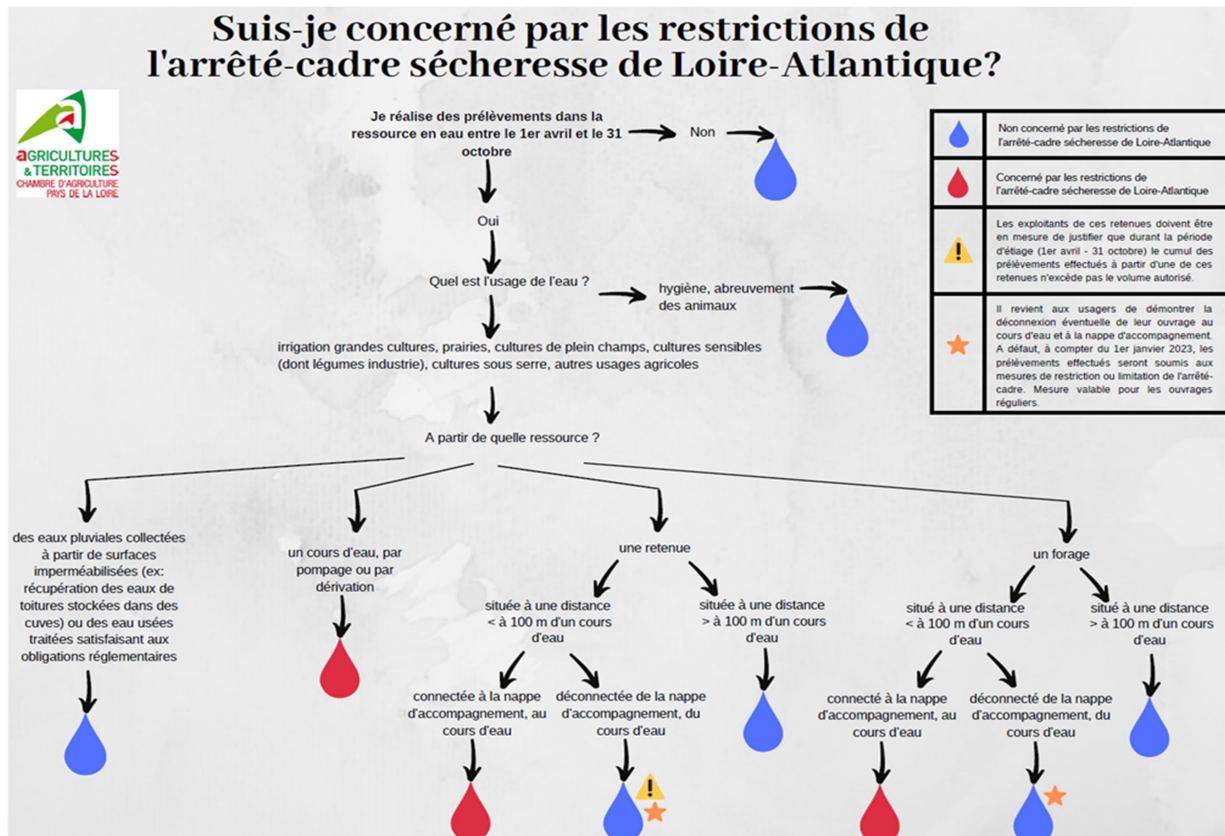 Suis-je concerné par les restrictions de
l'arrêté-cadre sécheresse de Loire-Atlantique?
aGRICULTURES
& TERRITOIRES
CHAMBRE D'AGRICULTURE
PAYS DE LA LOIRE
Je réalise des prélèvements dans la
ressource en eau entre le 1er avril et le 31
octobre
Non
Oui
Quel est l'usage de l'eau ?
hygiène, abreuvement
des animaux
irrigation grandes cultures, prairies, cultures de plein champs, cultures sensibles
(dont légumes industrie), cultures sous serre, autres usages agricoles
A partir de quelle ressource ?
Non concerné par les restrictions de
l'arrêté-cadre sécheresse de Loire-Atlantique
Concerné par les restrictions de
l'arrêté-cadre sécheresse de Loire-Atlantique
Les exploitants de ces retenues doivent être
en mesure de justifier que durant la période
d'étiage (1er avril - 31 octobre) le cumul des
prélèvements effectués à partir d'une de ces
retenues n'excède pas le volume autorisé.
Il revient aux usagers de démontrer la
déconnexion éventuelle de leur ouvrage au
cours d'eau et à la nappe d'accompagnement.
A défaut, à compter du 1er janvier 2023, les
prélèvements effectués seront soumis aux
mesures de restriction ou limitation de l'arrêté-
cadre. Mesure valable pour les ouvrages
réguliers.
des eaux pluviales collectées
à partir de surfaces
imperméabilisées (ex:
récupération des eaux de
toitures stockées dans des
cuves) ou des eau usées
traitées satisfaisant aux
obligations réglementaires
un cours d'eau, par
pompage ou par
dérivation
une retenue
située à une distance
< à 100 m d'un cours
d'eau
située à une distance
> à 100 m d'un cours
d'eau
connectée à la nappe
d'accompagnement, au
cours d'eau
déconnectée de la nappe
d'accompagnement, du
cours d'eau
un forage
situé à une distance
< à 100 m d'un cours
d'eau
situé à une distance
> à 100 m d'un cours
d'eau
connecté à la nappe
d'accompagnement, au
cours d'eau
déconnecté de la nappe
d'accompagnement, du
cours d'eau